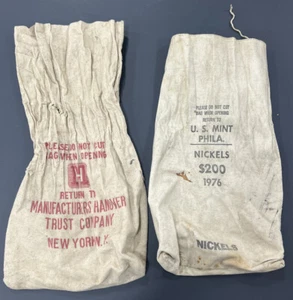 PLEASE DO NOT CUT
BAG WHEN OPENING
RETURN TO
MANUFACTURERS HANOVER
TRUST COMPANY
NEW YORK, N.Y.
PLEASE DO NOT CUT
BAG WHEN OPENING
RETURN TO
U. S. MINT
PHILA.
NICKELS
$200
1976
NICKELS